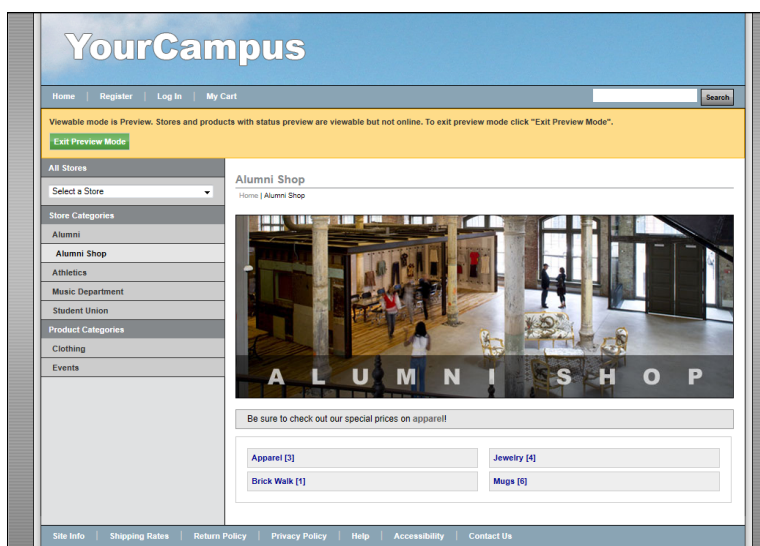 YourCampus
Home | Register | Log In | My Cart
Search
Viewable mode is Preview. Stores and products with status preview are viewable but not online. To exit preview mode click "Exit Preview Mode".
Exit Preview Mode
All Stores
Select a Store
Store Categories
Alumni
Alumni Shop
Athletics
Music Department
Student Union
Product Categories
Clothing
Events
Alumni Shop
Home | Alumni Shop
ALUMNI SHOP
Be sure to check out our special prices on apparel!
Apparel [3]
Jewelry [4]
Brick Walk [1]
Mugs [6]
Site Info | Shipping Rates | Return Policy | Privacy Policy | Help | Accessibility | Contact Us